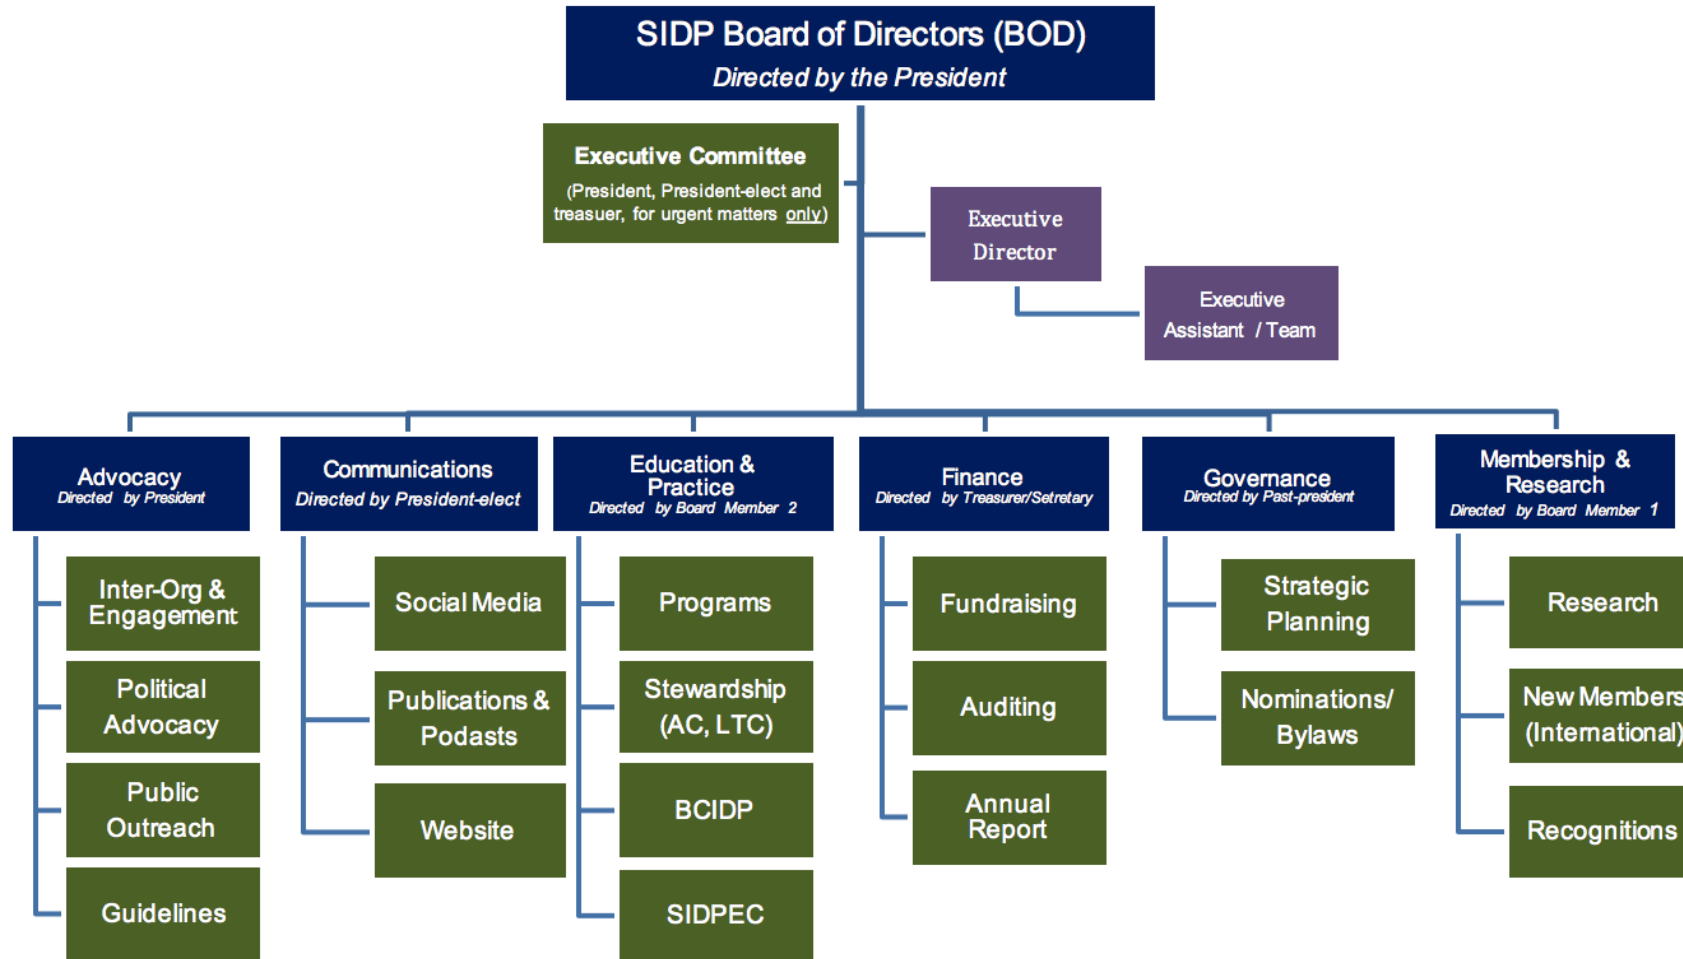 SIDP Board of Directors (BOD)
Directed by the President
Executive Committee
(President, President-elect and
treasuer, for urgent matters only)
Executive
Director
Executive
Assistant / Team
Advocacy
Directed by President
Inter-Org &
Engagement
Political
Advocacy
Public
Outreach
Guidelines
Communications
Directed by President-elect
Social Media
Publications &
Podasts
Website
Education &
Practice
Directed by Board Member 2
Programs
Stewardship
(AC, LTC)
BCIDP
SIDPEC
Finance
Directed by Treasurer/Setretary
Fundraising
Auditing
Annual
Report
Governance
Directed by Past-president
Strategic
Planning
Nominations/
Bylaws
Membership &
Research
Directed by Board Member 1
Research
New Members
(International)
Recognitions